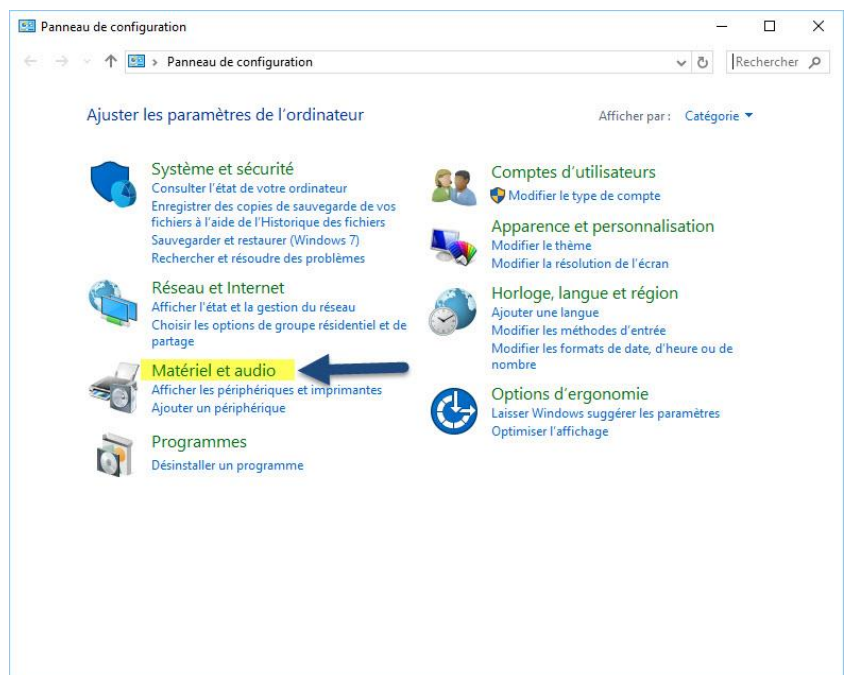 Panneau de configuration
Panneau de configuration
Rechercher
Ajuster les paramètres de l'ordinateur
Afficher par : Catégorie
Système et sécurité
Consulter l'état de votre ordinateur
Enregistrer des copies de sauvegarde de vos
fichiers à l'aide de l'Historique des fichiers
Sauvegarder et restaurer (Windows 7)
Rechercher et résoudre des problèmes
Réseau et Internet
Afficher l'état et la gestion du réseau
Choisir les options de groupe résidentiel et de
partage
Matériel et audio
Afficher les périphériques et imprimantes
Ajouter un périphérique
Programmes
Désinstaller un programme
Comptes d'utilisateurs
Modifier le type de compte
Apparence et personnalisation
Modifier le thème
Modifier la résolution de l'écran
Horloge, langue et région
Ajouter une langue
Modifier les méthodes d'entrée
Modifier les formats de date, d'heure ou de
nombre
Options d'ergonomie
Laisser Windows suggérer les paramètres
Optimiser l'affichage